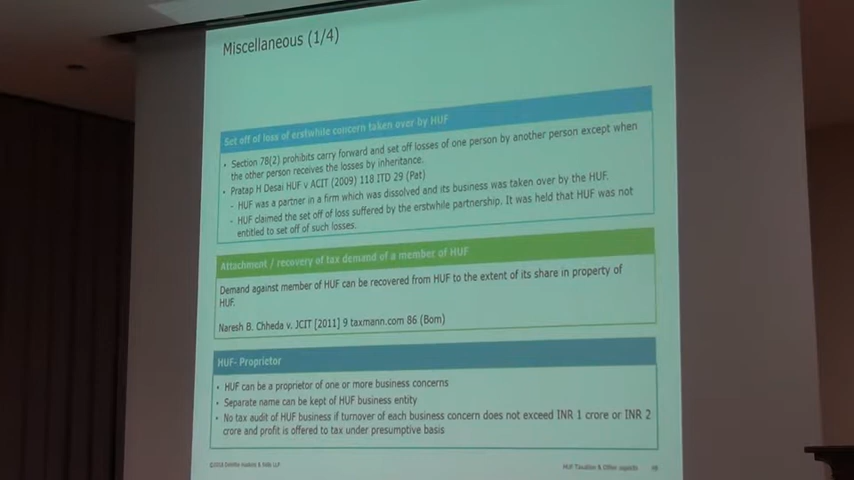 Miscellaneous (1/4)
Set off of loss of erstwhile concern taken over by HUF
• Section 78(2) prohibits carry forward and set off losses of one person by another person except when
the other person receives the losses by inheritance.
• Pratap H Desai HUF v ACIT (2009) 118 ITD 29 (Pat)
- HUF was a partner in a firm which was dissolved and its business was taken over by the HUF.
- HUF claimed the set off of loss suffered by the erstwhile partnership. It was held that HUF was not
entitled to set off of such losses.
Attachment / recovery of tax demand of a member of HUF
Demand against member of HUF can be recovered from HUF to the extent of its share in property of
HUF.
Naresh B. Chheda v. JCIT [2011] 9 taxmann.com 86 (Bom)
HUF- Proprietor
• HUF can be a proprietor of one or more business concerns
• Separate name can be kept of HUF business entity
• No tax audit of HUF business if turnover of each business concern does not exceed INR 1 crore or INR 2
crore and profit is offered to tax under presumptive basis
Deloitte Haskins & Sells LLP
HUF Taxation & Other aspects